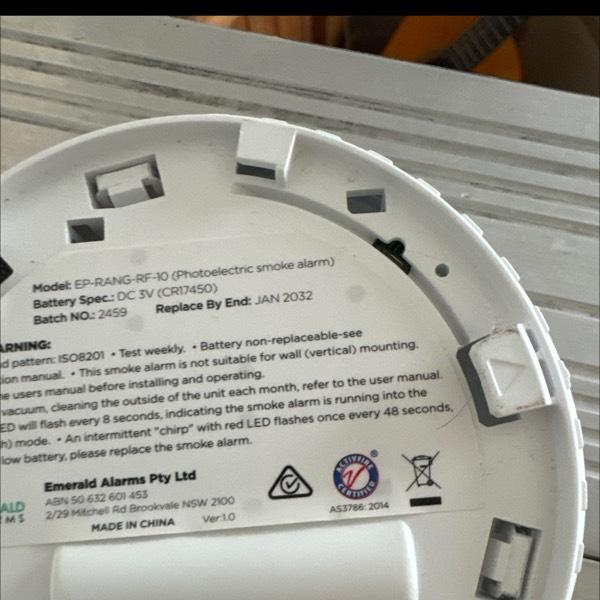 Model: EP-RANG-RF-10 (Photoelectric smoke alarm)
Battery Spec.: DC 3V (CR17450)
Batch NO.: 2459 Replace By End: JAN 2032
ARNING:
d pattern: ISO8201 • Test weekly. • Battery non-replaceable-see
ion manual. • This smoke alarm is not suitable for wall (vertical) mounting.
e users manual before installing and operating.
vacuum, cleaning the outside of the unit each month, refer to the user manual.
ED will flash every 8 seconds, indicating the smoke alarm is running into the
h) mode. • An intermittent "chirp" with red LED flashes once every 48 seconds,
low battery, please replace the smoke alarm.
Emerald Alarms Pty Ltd
ABN 50 632 601 453
2/29 Mitchell Rd Brookvale NSW 2100
MADE IN CHINA Ver:1.0
ALD
MS
ACTIVFIRE
CERTIFIED
®
AS3786: 2014